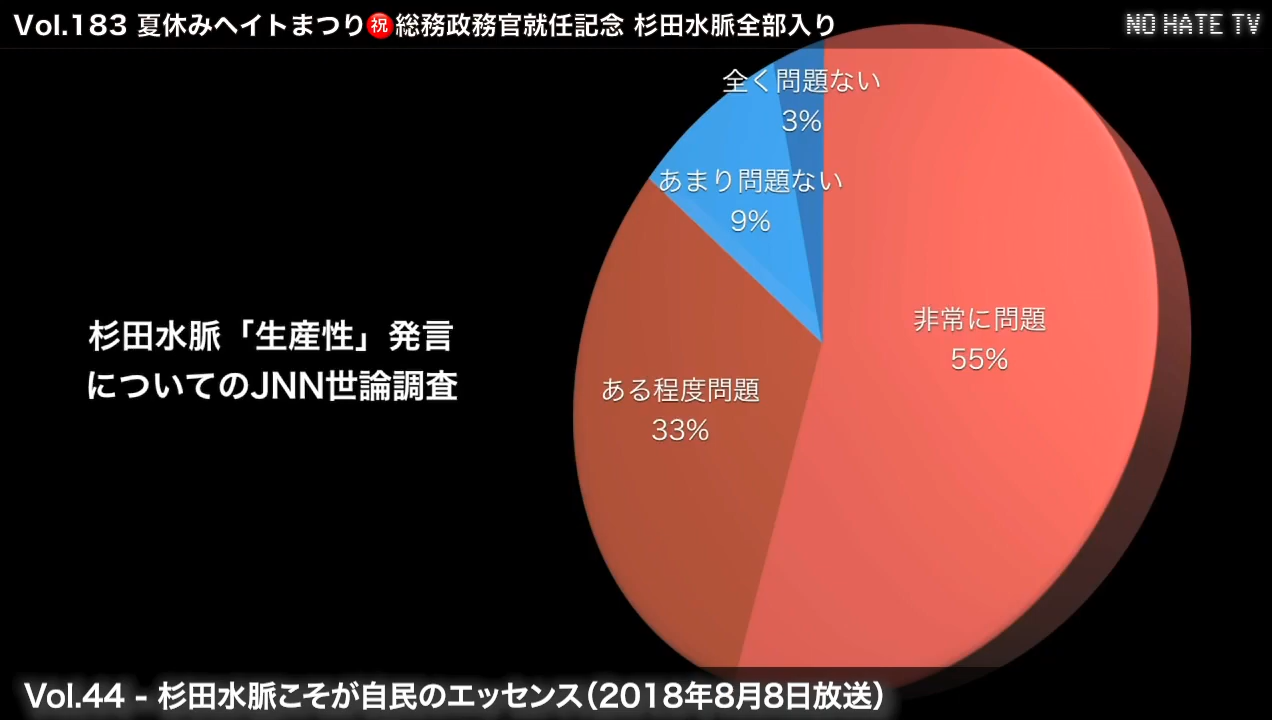 Vol.183 夏休みヘイトまつり㊗総務政務官就任記念 杉田水脈全部入り
NO HATE TV
全く問題ない
3%
あまり問題ない
9%
非常に問題
55%
杉田水脈「生産性」発言
についてのJNN世論調査
ある程度問題
33%
Vol.44 - 杉田水脈こそが自民のエッセンス(2018年8月8日放送)